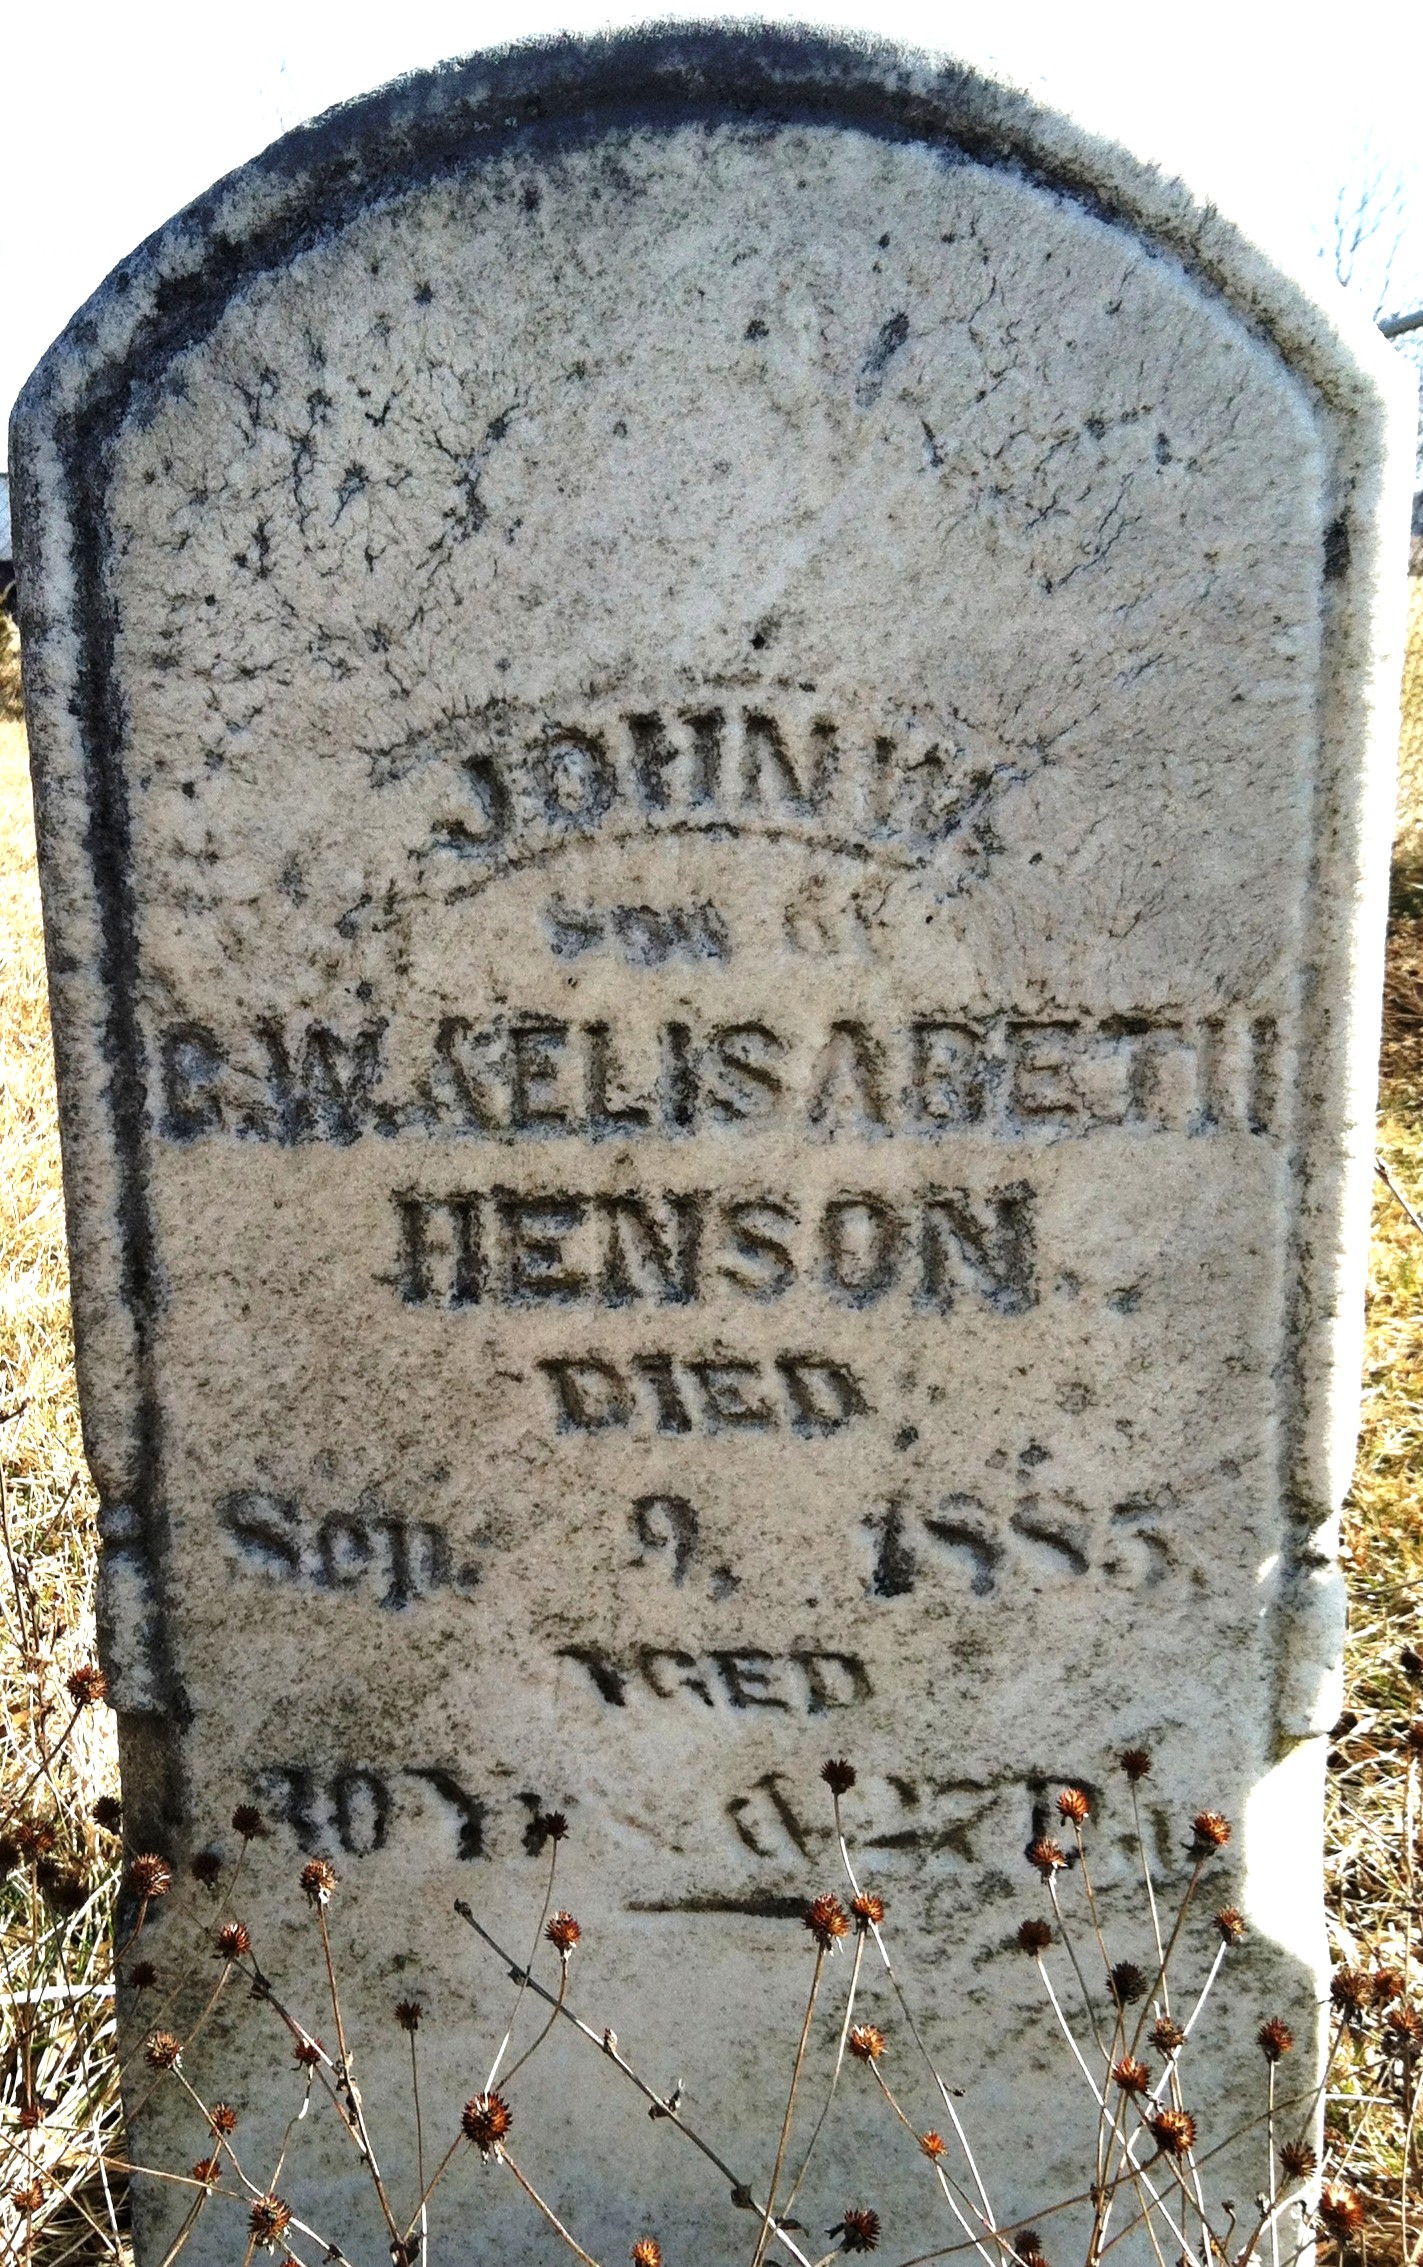 JOHN W.
SON OF
G.W.&ELISABETH
HENSON.
DIED
Sep. 9, 1885,
AGED